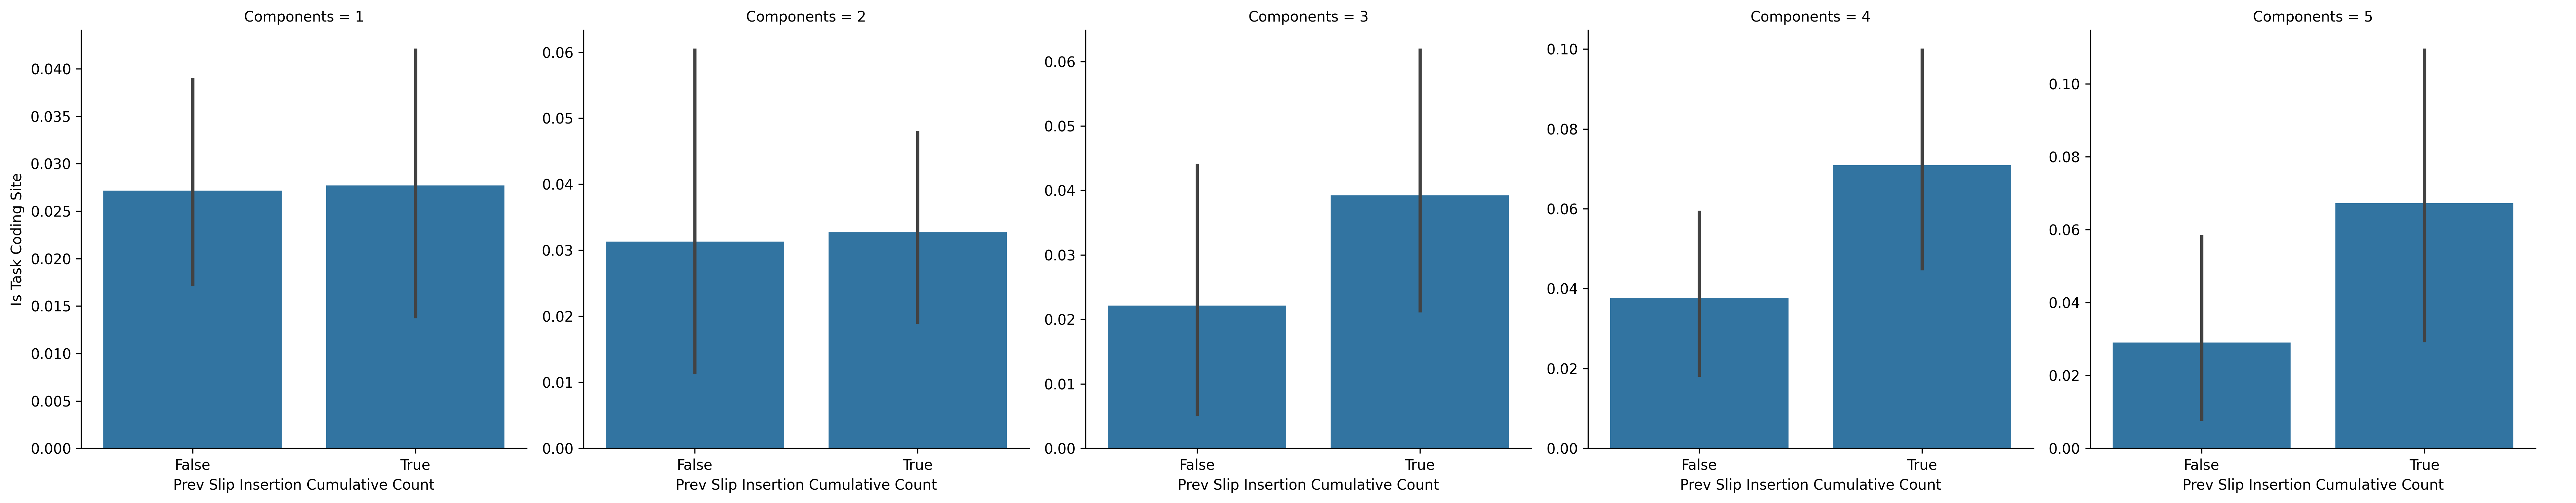 Components = 1
Components = 2
Components = 3
Components = 4
Components = 5
Is Task Coding Site
0.040
0.035
0.030
0.025
0.020
0.015
0.010
0.005
0.000
False
True
Prev Slip Insertion Cumulative Count
0.06
0.05
0.04
0.03
0.02
0.01
0.00
False
True
Prev Slip Insertion Cumulative Count
0.06
0.05
0.04
0.03
0.02
0.01
0.00
False
True
Prev Slip Insertion Cumulative Count
0.10
0.08
0.06
0.04
0.02
0.00
False
True
Prev Slip Insertion Cumulative Count
0.10
0.08
0.06
0.04
0.02
0.00
False
True
Prev Slip Insertion Cumulative Count